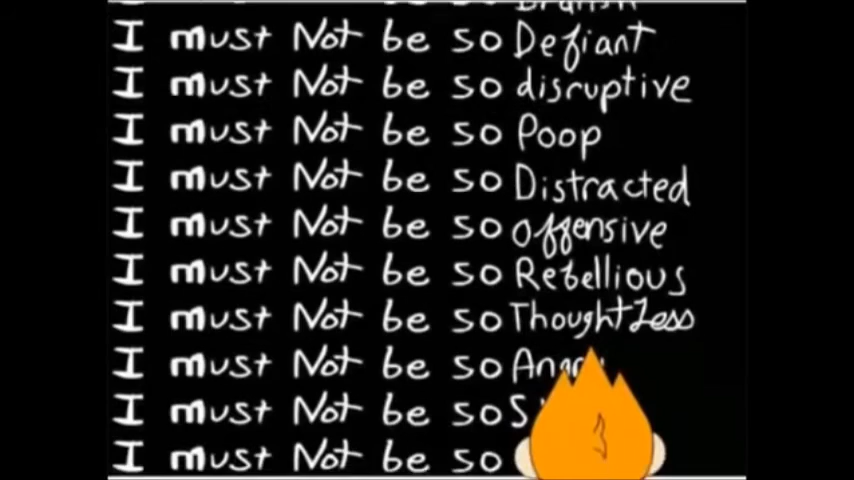 I must Not be so Defiant
I must Not be so disruptive
I must Not be so Poop
I must Not be so Distracted
I must Not be so offensive
I must Not be so Rebellious
I must Not be so ThoughtLess
I must Not be so Angry
I must Not be so
I must Not be so